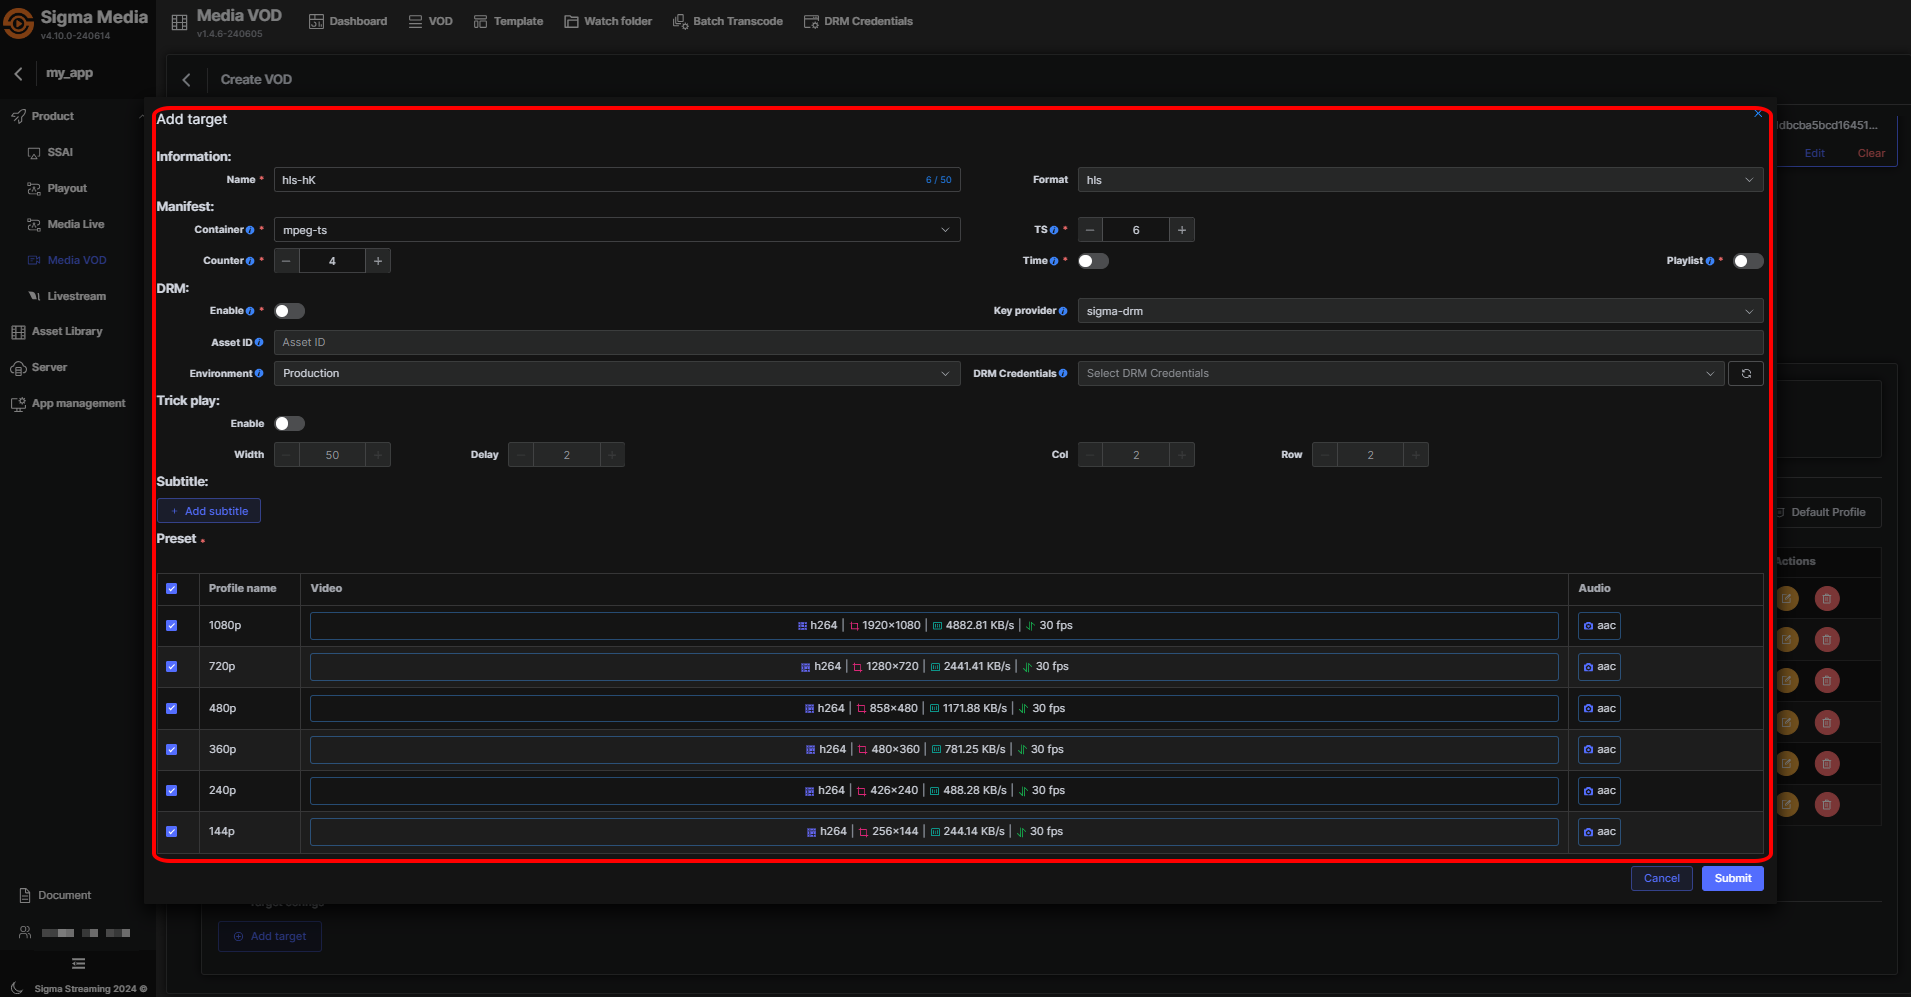 Sigma Media
v4.10.0-240614
Media VOD
v1.4.6-240605
Dashboard
VOD
Template
Watch folder
Batch Transcode
DRM Credentials
my_app
Create VOD
Product
SSAI
Playout
Media Live
Media VOD
Livestream
Asset Library
Server
App management
Document
Sigma Streaming 2024 ©
Add target
Information:
Name * hls-hK 6 / 50
Format hls
Manifest:
Container * mpeg-ts
TS * − 6 +
Counter * − 4 +
Time *
Playlist *
DRM:
Enable *
Key provider sigma-drm
Asset ID Asset ID
Environment Production
DRM Credentials Select DRM Credentials
Trick play:
Enable
Width − 50 +
Delay − 2 +
Col − 2 +
Row − 2 +
Subtitle:
+ Add subtitle
Preset *
Profile name Video Audio
1080p h264 | 1920×1080 | 4882.81 KB/s | 30 fps aac
720p h264 | 1280×720 | 2441.41 KB/s | 30 fps aac
480p h264 | 858×480 | 1171.88 KB/s | 30 fps aac
360p h264 | 480×360 | 781.25 KB/s | 30 fps aac
240p h264 | 426×240 | 488.28 KB/s | 30 fps aac
144p h264 | 256×144 | 244.14 KB/s | 30 fps aac
Cancel
Submit
dbcba5bcd16451...
Edit Clear
Default Profile
Actions
Add target